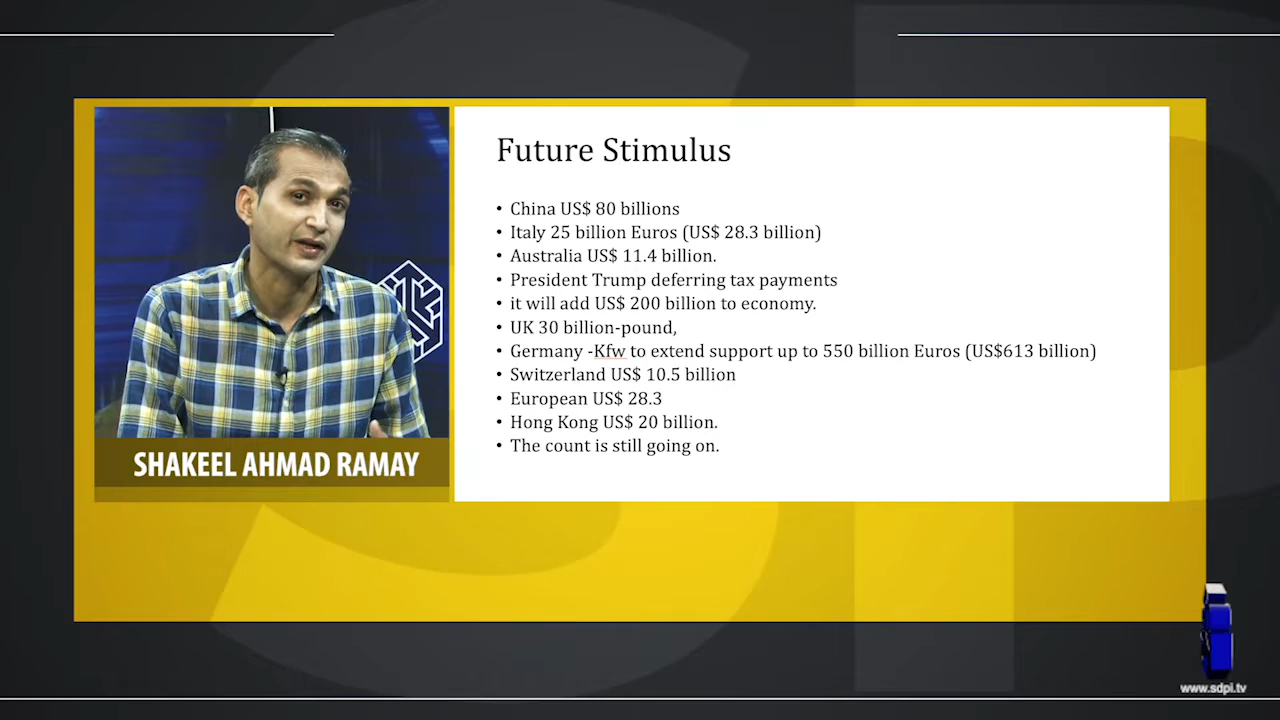 Future Stimulus
• China US$ 80 billions
• Italy 25 billion Euros (US$ 28.3 billion)
• Australia US$ 11.4 billion.
• President Trump deferring tax payments
• it will add US$ 200 billion to economy.
• UK 30 billion-pound,
• Germany -Kfw to extend support up to 550 billion Euros (US$613 billion)
• Switzerland US$ 10.5 billion
• European US$ 28.3
• Hong Kong US$ 20 billion.
• The count is still going on.
SHAKEEL AHMAD RAMAY
www.sdpi.tv